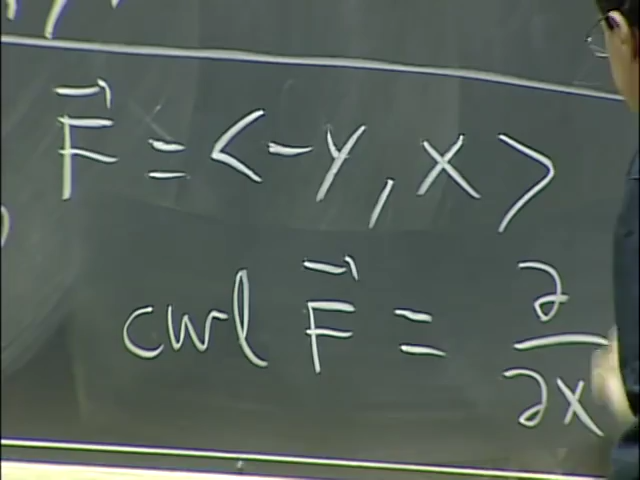 F⃗ = <-y, x>
curl F⃗ = ∂/∂x